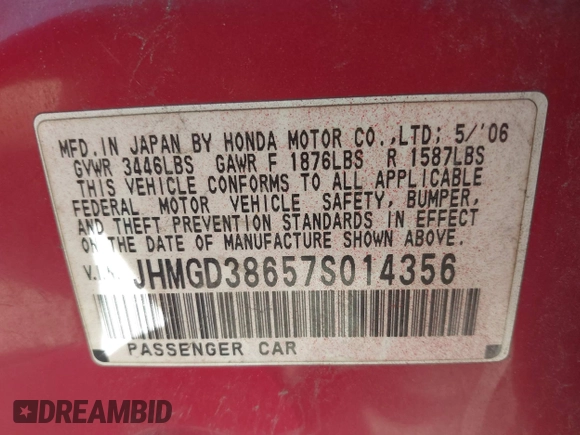 MFD.IN JAPAN BY HONDA MOTOR CO.,LTD; 5/'06
GVWR 3446LBS GAWR F 1876LBS R 1587LBS
THIS VEHICLE CONFORMS TO ALL APPLICABLE
FEDERAL MOTOR VEHICLE SAFETY, BUMPER,
AND THEFT PREVENTION STANDARDS IN EFFECT
ON THE DATE OF MANUFACTURE SHOWN ABOVE.
V.I.N. JHMGD38657S014356
PASSENGER CAR
DREAMBID